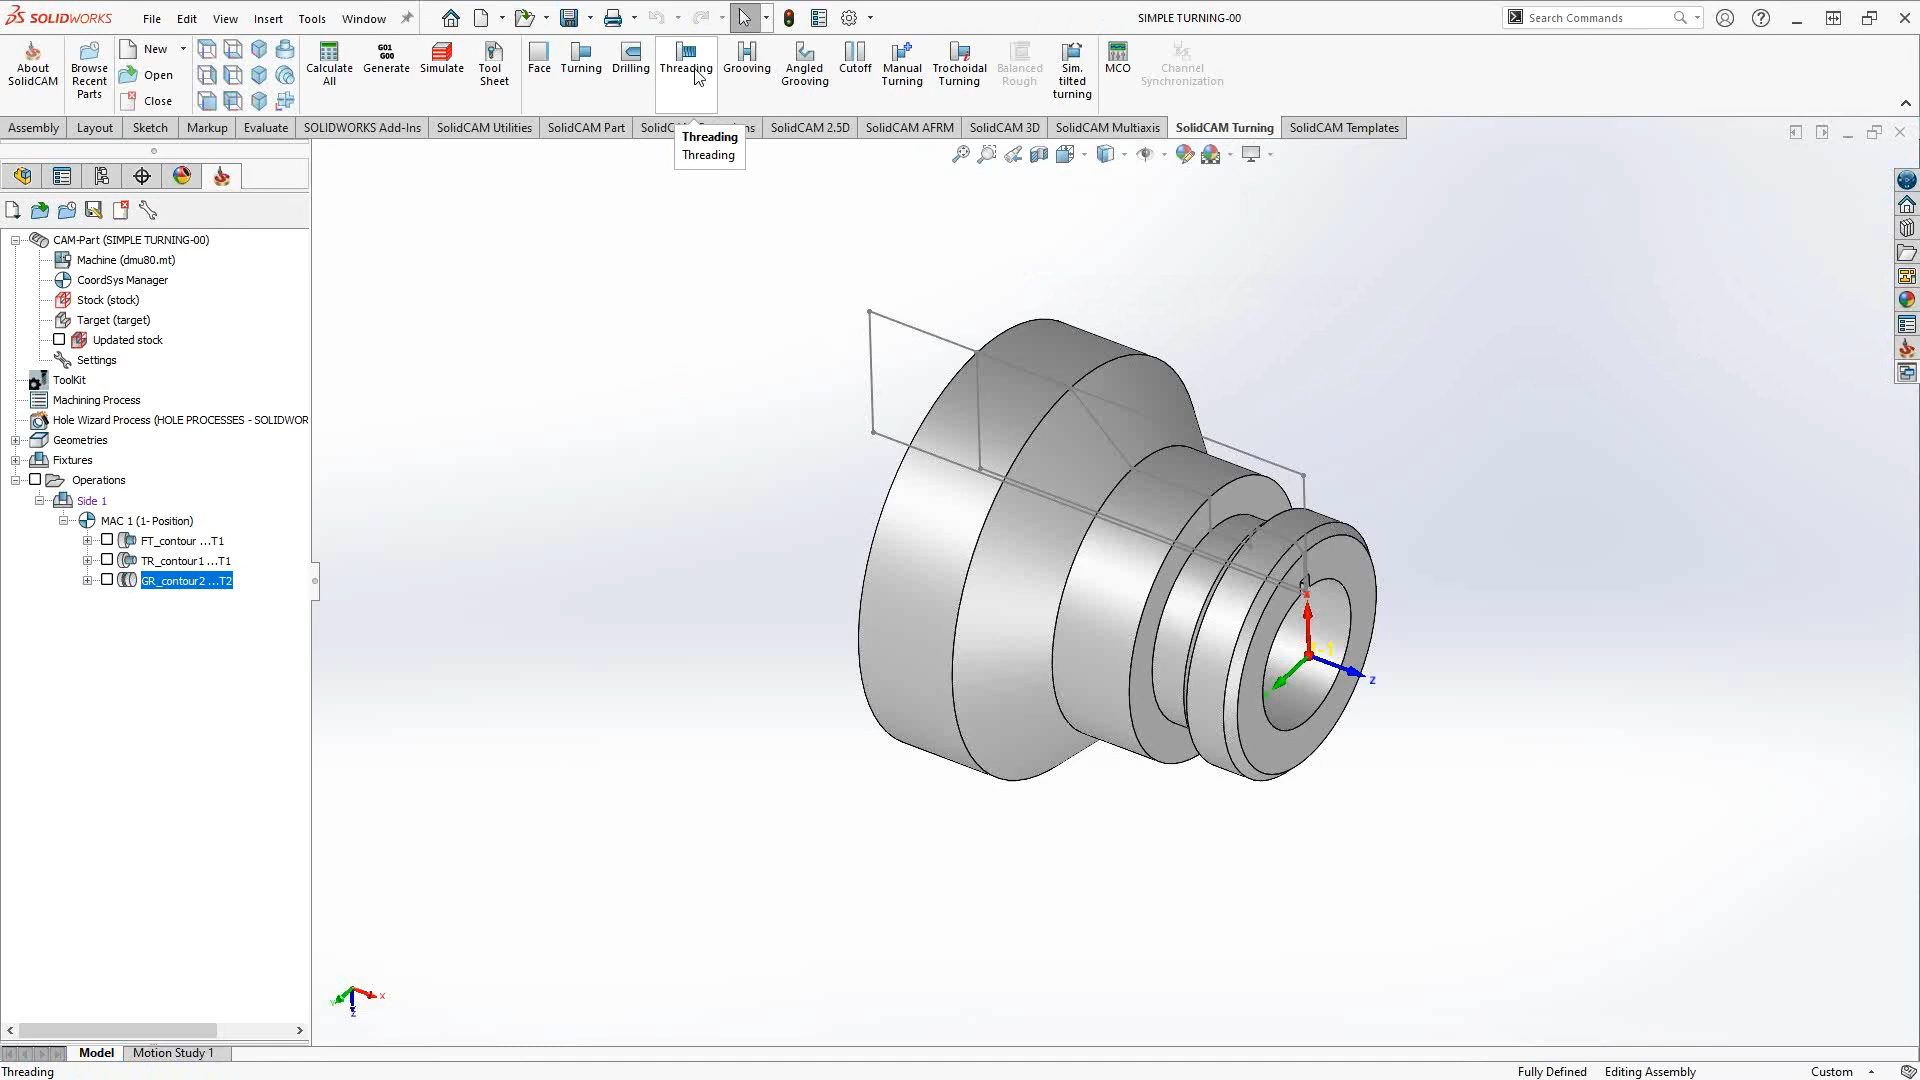 SOLIDWORKS
File
Edit
View
Insert
Tools
Window
SIMPLE TURNING-00
Search Commands
About SolidCAM
Browse Recent Parts
New
Open
Close
Calculate All
G01 G00
Generate
Simulate
Tool Sheet
Face
Turning
Drilling
Threading
Grooving
Angled Grooving
Cutoff
Manual Turning
Trochoidal Turning
Balanced Rough
Sim. tilted turning
MCO
Channel Synchronization
Assembly
Layout
Sketch
Markup
Evaluate
SOLIDWORKS Add-Ins
SolidCAM Utilities
SolidCAM Part
SolidCAM 2.5D
SolidCAM AFRM
SolidCAM 3D
SolidCAM Multiaxis
SolidCAM Turning
SolidCAM Templates
Threading
Threading
CAM-Part (SIMPLE TURNING-00)
Machine (dmu80.mt)
CoordSys Manager
Stock (stock)
Target (target)
Updated stock
Settings
ToolKit
Machining Process
Hole Wizard Process (HOLE PROCESSES - SOLIDWOR
Geometries
Fixtures
Operations
Side 1
MAC 1 (1- Position)
FT_contour ...T1
TR_contour1 ...T1
GR_contour2 ...T2
-1
z
x
z
Model
Motion Study 1
Threading
Fully Defined
Editing Assembly
Custom